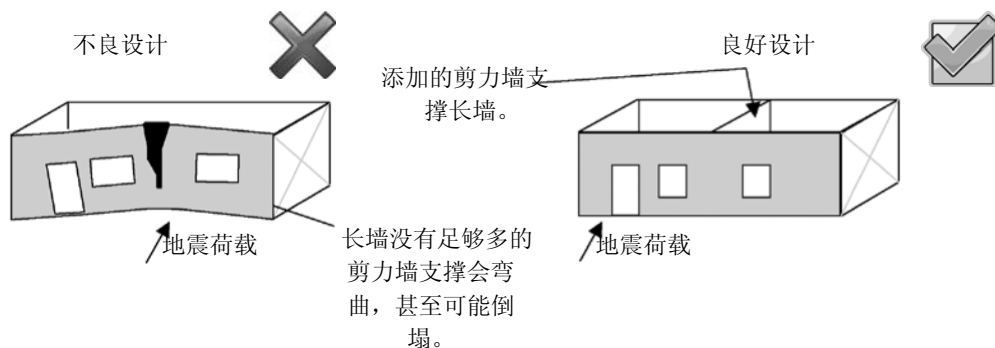 不良设计
良好设计
添加的剪力墙支
撑长墙。
地震荷载
长墙没有足够多的
剪力墙支撑会弯
曲，甚至可能倒
塌。
地震荷载